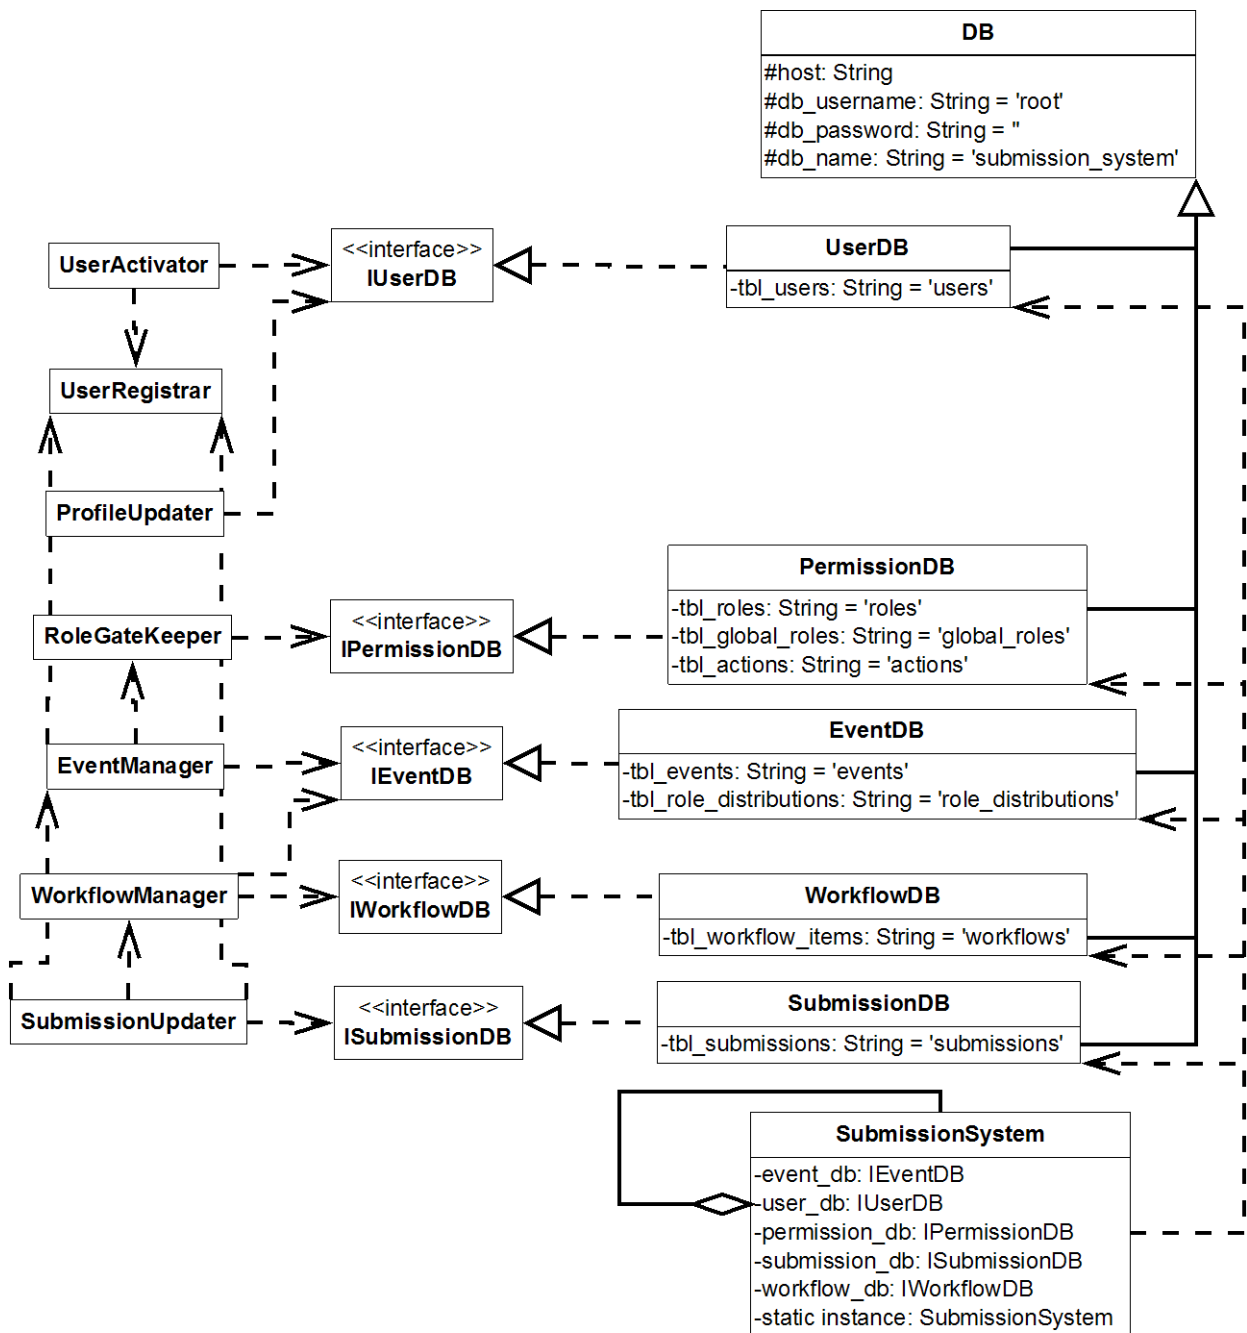 DB
#host: String
#db_username: String = 'root'
#db_password: String = ''
#db_name: String = 'submission_system'
UserActivator
<<interface>>
IUserDB
UserDB
-tbl_users: String = 'users'
UserRegistrar
ProfileUpdater
RoleGateKeeper
<<interface>>
IPermissionDB
PermissionDB
-tbl_roles: String = 'roles'
-tbl_global_roles: String = 'global_roles'
-tbl_actions: String = 'actions'
EventManager
<<interface>>
IEventDB
EventDB
-tbl_events: String = 'events'
-tbl_role_distributions: String = 'role_distributions'
WorkflowManager
<<interface>>
IWorkflowDB
WorkflowDB
-tbl_workflow_items: String = 'workflows'
SubmissionUpdater
<<interface>>
ISubmissionDB
SubmissionDB
-tbl_submissions: String = 'submissions'
SubmissionSystem
-event_db: IEventDB
-user_db: IUserDB
-permission_db: IPermissionDB
-submission_db: ISubmissionDB
-workflow_db: IWorkflowDB
-static instance: SubmissionSystem